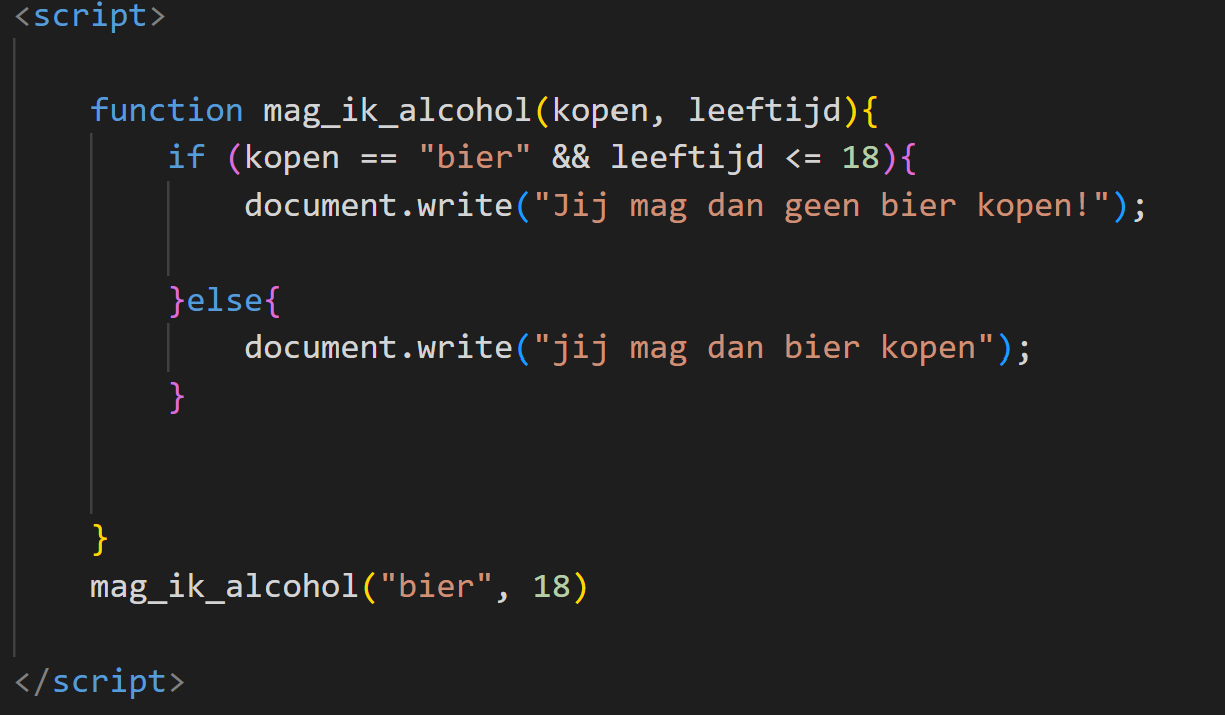 <script>
function mag_ik_alcohol(kopen, leeftijd){
if (kopen == "bier" && leeftijd <= 18){
document.write("Jij mag dan geen bier kopen!");
}else{
document.write("jij mag dan bier kopen");
}
}
mag_ik_alcohol("bier", 18)
</script>